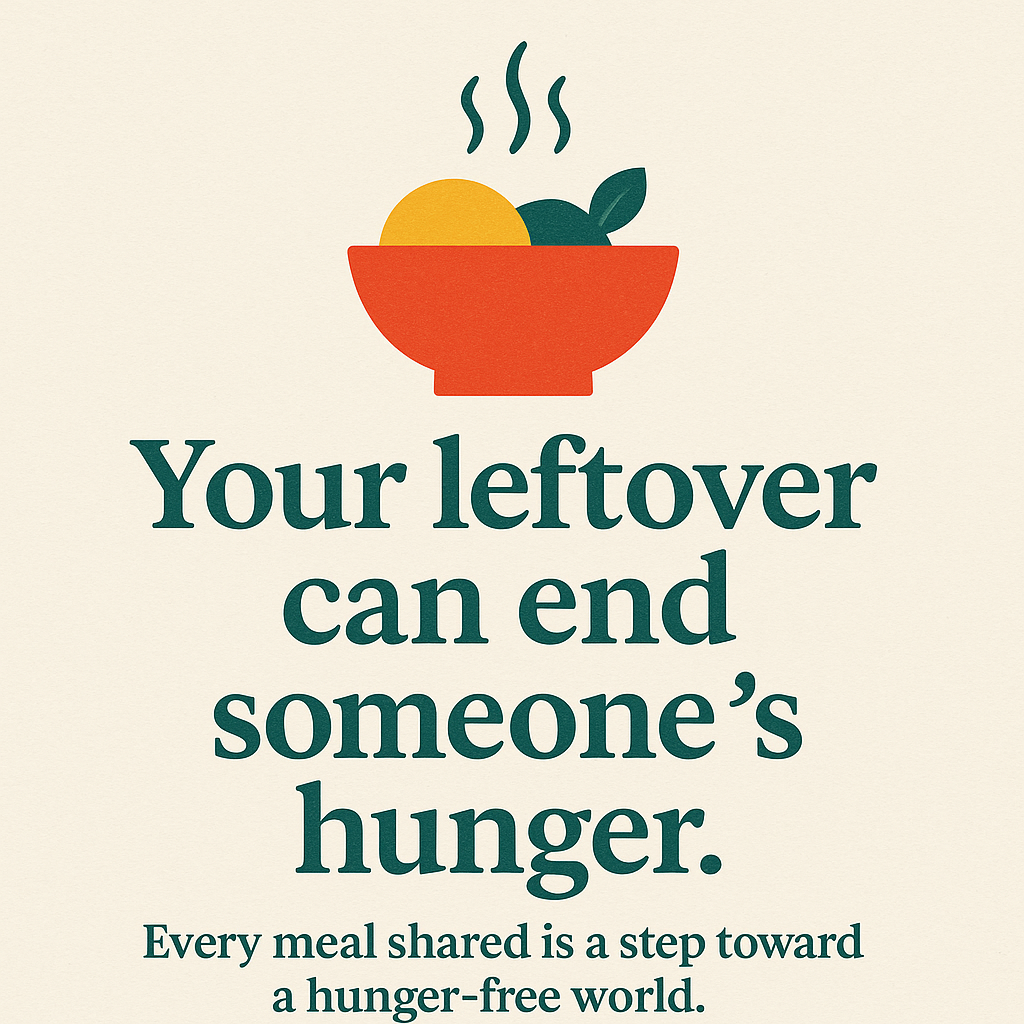 Your leftover
can end
someone’s
hunger.
Every meal shared is a step toward
a hunger-free world.